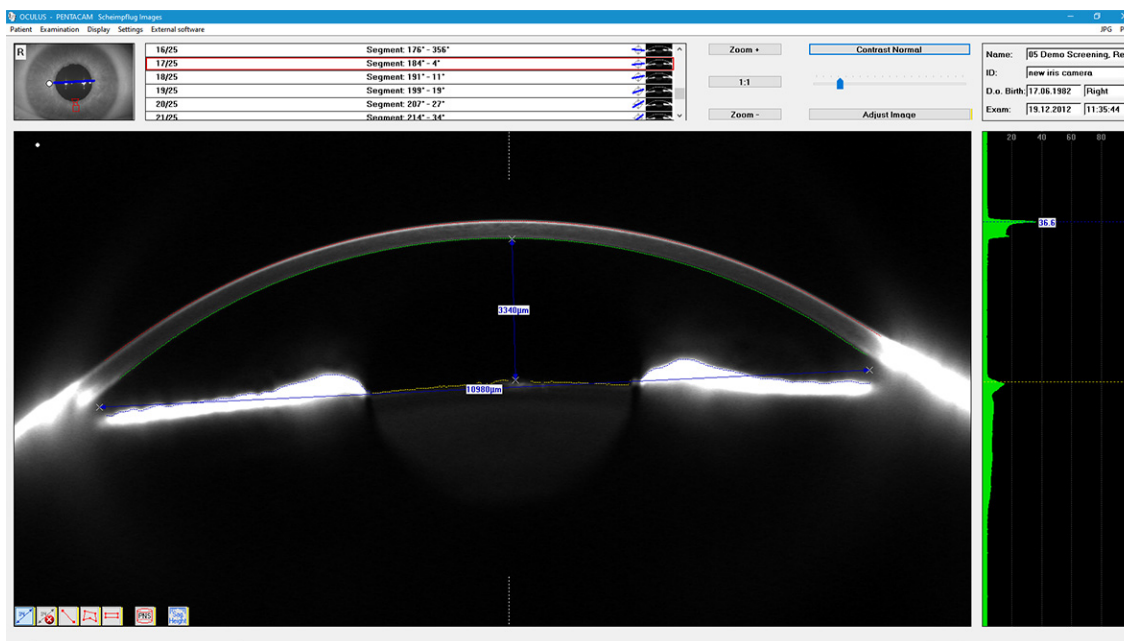 OCULUS - PENTACAM Scheimpflug Images
Patient Examination Display Settings External software JPG P
R
16/25 Segment: 176° - 356°
17/25 Segment: 184° - 4°
18/25 Segment: 191° - 11°
19/25 Segment: 199° - 19°
20/25 Segment: 207° - 27°
21/25 Segment: 214° - 34°
Zoom +
1:1
Zoom -
Contrast Normal
Adjust Image
Name: 05 Demo Screening, Re
ID: new iris camera
D.o. Birth: 17.06.1982 Right
Exam: 19.12.2012 11:35:44
20 40 60 80
36.6
3340µm
10980µm
PNS
Sag. Height